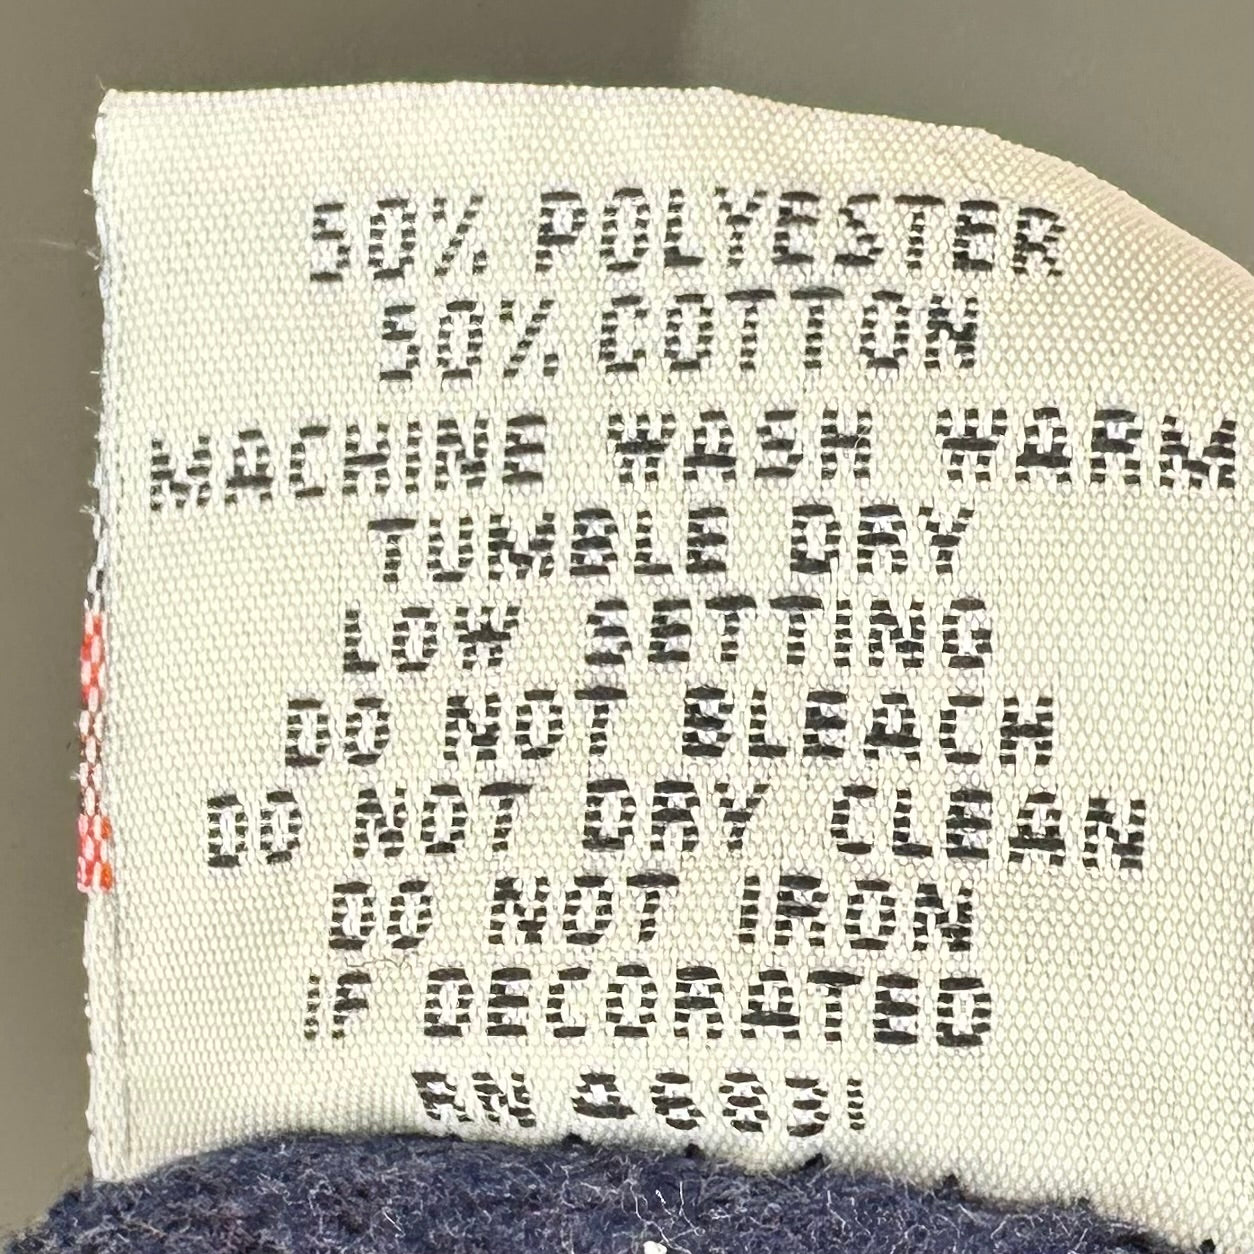 50% POLYESTER
50% COTTON
MACHINE WASH WARM
TUMBLE DRY
LOW SETTING
DO NOT BLEACH
DO NOT DRY CLEAN
DO NOT IRON
IF DECORATED
RN 46831